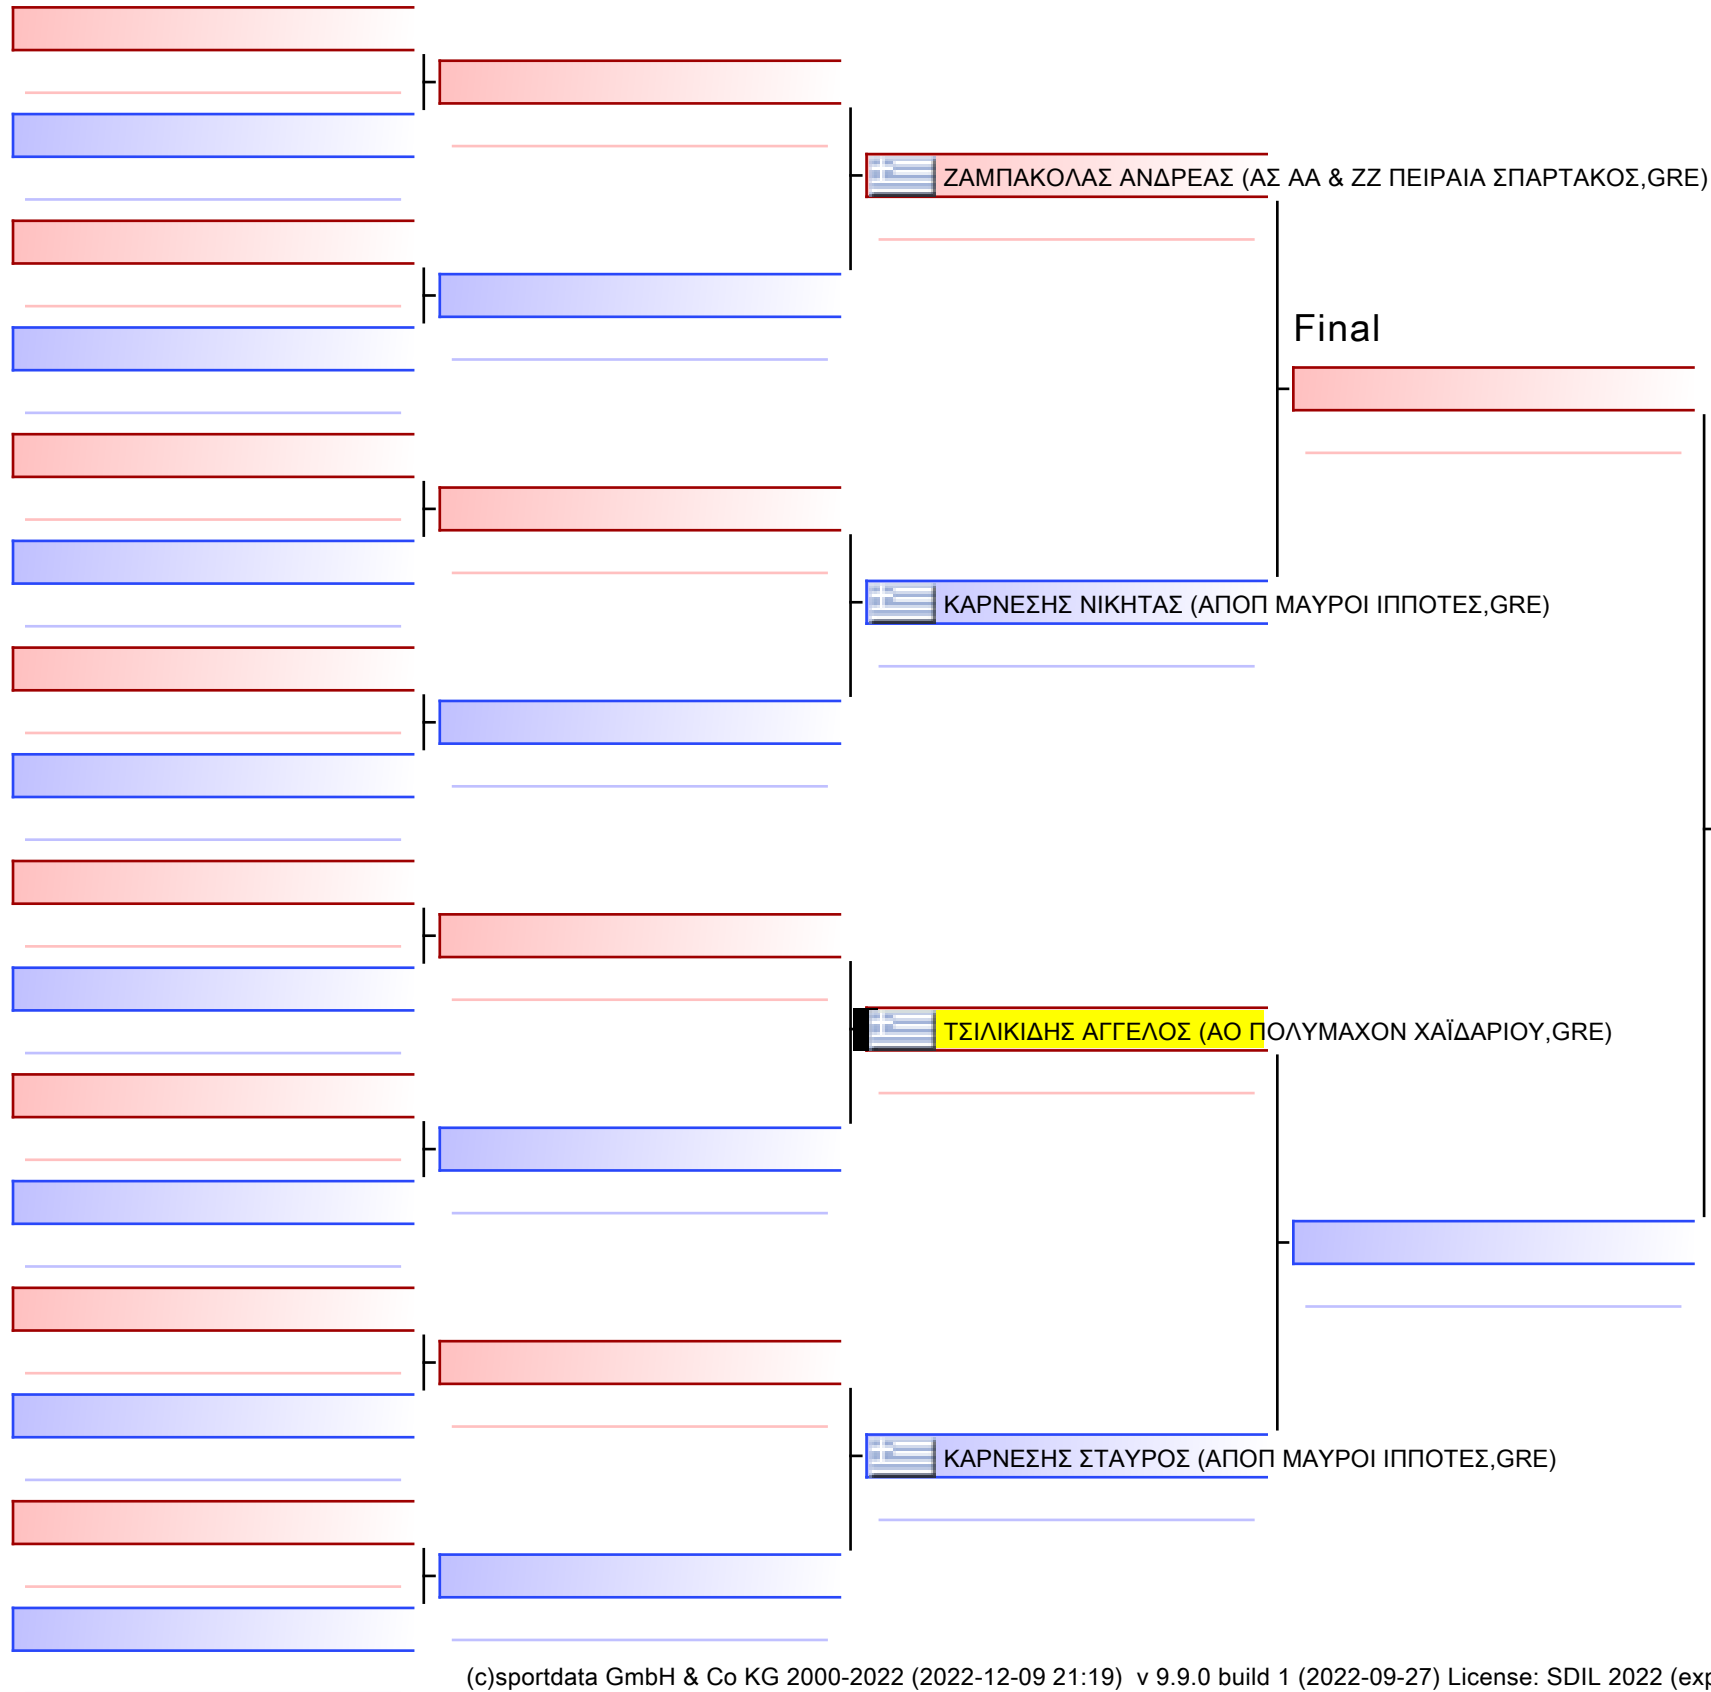 ΖΑΜΠΑΚΟΛΑΣ ΑΝΔΡΕΑΣ (ΑΣ ΑΑ & ΖΖ ΠΕΙΡΑΙΑ ΣΠΑΡΤΑΚΟΣ,GRE)
Final
ΚΑΡΝΕΣΗΣ ΝΙΚΗΤΑΣ (ΑΠΟΠ ΜΑΥΡΟΙ ΙΠΠΟΤΕΣ,GRE)
ΤΣΙΛΙΚΙΔΗΣ ΑΓΓΕΛΟΣ (ΑΟ ΠΟΛΥΜΑΧΟΝ ΧΑΪΔΑΡΙΟΥ,GRE)
ΚΑΡΝΕΣΗΣ ΣΤΑΥΡΟΣ (ΑΠΟΠ ΜΑΥΡΟΙ ΙΠΠΟΤΕΣ,GRE)
(c)sportdata GmbH & Co KG 2000-2022 (2022-12-09 21:19) v 9.9.0 build 1 (2022-09-27) License: SDIL 2022 (exp